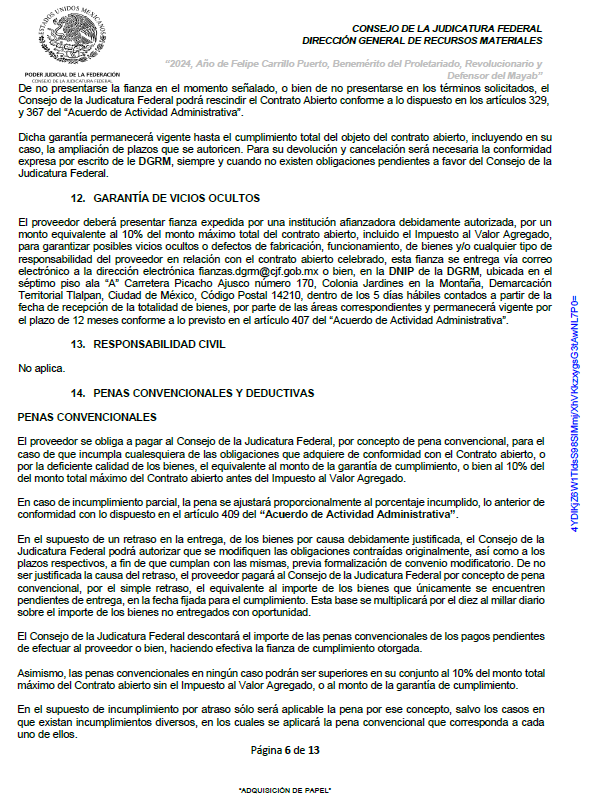 ESTADOS UNIDOS MEXICANOS
PODER JUDICIAL DE LA FEDERACIÓN
CONSEJO DE LA JUDICATURA FEDERAL
CONSEJO DE LA JUDICATURA FEDERAL
DIRECCIÓN GENERAL DE RECURSOS MATERIALES
“2024, Año de Felipe Carrillo Puerto, Benemérito del Proletariado, Revolucionario y
Defensor del Mayab”
De no presentarse la fianza en el momento señalado, o bien de no presentarse en los términos solicitados, el
Consejo de la Judicatura Federal podrá rescindir el Contrato Abierto conforme a lo dispuesto en los artículos 329,
y 367 del “Acuerdo de Actividad Administrativa”.
Dicha garantía permanecerá vigente hasta el cumplimiento total del objeto del contrato abierto, incluyendo en su
caso, la ampliación de plazos que se autoricen. Para su devolución y cancelación será necesaria la conformidad
expresa por escrito de le DGRM, siempre y cuando no existen obligaciones pendientes a favor del Consejo de la
Judicatura Federal.
12. GARANTÍA DE VICIOS OCULTOS
El proveedor deberá presentar fianza expedida por una institución afianzadora debidamente autorizada, por un
monto equivalente al 10% del monto máximo total del contrato abierto, incluido el Impuesto al Valor Agregado,
para garantizar posibles vicios ocultos o defectos de fabricación, funcionamiento, de bienes y/o cualquier tipo de
responsabilidad del proveedor en relación con el contrato abierto celebrado, esta fianza se entrega vía correo
electrónico a la dirección electrónica fianzas.dgrm@cjf.gob.mx o bien, en la DNIP de la DGRM, ubicada en el
séptimo piso ala “A” Carretera Picacho Ajusco número 170, Colonia Jardines en la Montaña, Demarcación
Territorial Tlalpan, Ciudad de México, Código Postal 14210, dentro de los 5 días hábiles contados a partir de la
fecha de recepción de la totalidad de bienes, por parte de las áreas correspondientes y permanecerá vigente por
el plazo de 12 meses conforme a lo previsto en el artículo 407 del “Acuerdo de Actividad Administrativa”.
13. RESPONSABILIDAD CIVIL
No aplica.
14. PENAS CONVENCIONALES Y DEDUCTIVAS
PENAS CONVENCIONALES
El proveedor se obliga a pagar al Consejo de la Judicatura Federal, por concepto de pena convencional, para el
caso de que incumpla cualesquiera de las obligaciones que adquiere de conformidad con el Contrato abierto, o
por la deficiente calidad de los bienes, el equivalente al monto de la garantía de cumplimiento, o bien al 10% del
del monto total máximo del Contrato abierto antes del Impuesto al Valor Agregado.
En caso de incumplimiento parcial, la pena se ajustará proporcionalmente al porcentaje incumplido, lo anterior de
conformidad con lo dispuesto en el artículo 409 del “Acuerdo de Actividad Administrativa”.
En el supuesto de un retraso en la entrega, de los bienes por causa debidamente justificada, el Consejo de la
Judicatura Federal podrá autorizar que se modifiquen las obligaciones contraídas originalmente, así como a los
plazos respectivos, a fin de que cumplan con las mismas, previa formalización de convenio modificatorio. De no
ser justificada la causa del retraso, el proveedor pagará al Consejo de la Judicatura Federal por concepto de pena
convencional, por el simple retraso, el equivalente al importe de los bienes que únicamente se encuentren
pendientes de entrega, en la fecha fijada para el cumplimiento. Esta base se multiplicará por el diez al millar diario
sobre el importe de los bienes no entregados con oportunidad.
El Consejo de la Judicatura Federal descontará el importe de las penas convencionales de los pagos pendientes
de efectuar al proveedor o bien, haciendo efectiva la fianza de cumplimiento otorgada.
Asimismo, las penas convencionales en ningún caso podrán ser superiores en su conjunto al 10% del monto total
máximo del Contrato abierto sin el Impuesto al Valor Agregado, o al monto de la garantía de cumplimiento.
En el supuesto de incumplimiento por atraso sólo será aplicable la pena por ese concepto, salvo los casos en
que existan incumplimientos diversos, en los cuales se aplicará la pena convencional que corresponda a cada
uno de ellos.
Página 6 de 13
"ADQUISICIÓN DE PAPEL"